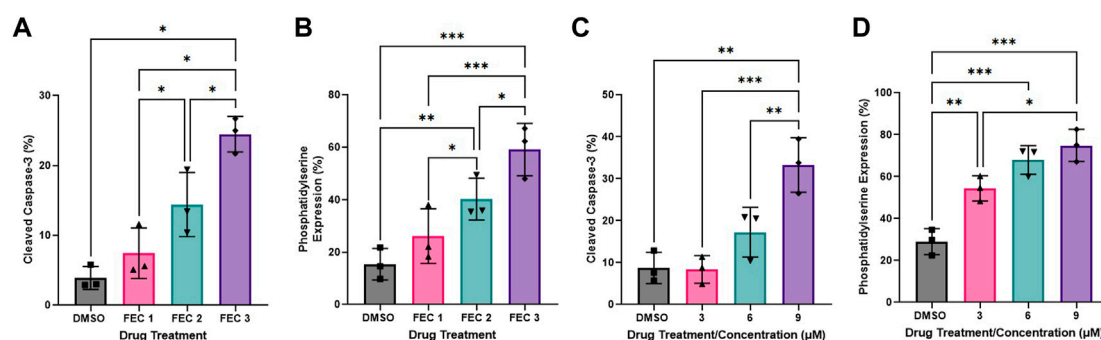 A
*
*
*
*
Cleaved Caspase-3 (%)
30
20
10
0
DMSO FEC 1 FEC 2 FEC 3
Drug Treatment
B
***
***
*
**
*
Phosphatidylserine
Expression (%)
80
60
40
20
0
DMSO FEC 1 FEC 2 FEC 3
Drug Treatment
C
**
***
**
Cleaved Caspase-3 (%)
50
40
30
20
10
0
DMSO 3 6 9
Drug Treatment/Concentration (µM)
D
***
***
**
*
Phosphatidylserine Expression (%)
100
80
60
40
20
0
DMSO 3 6 9
Drug Treatment/Concentration (µM)